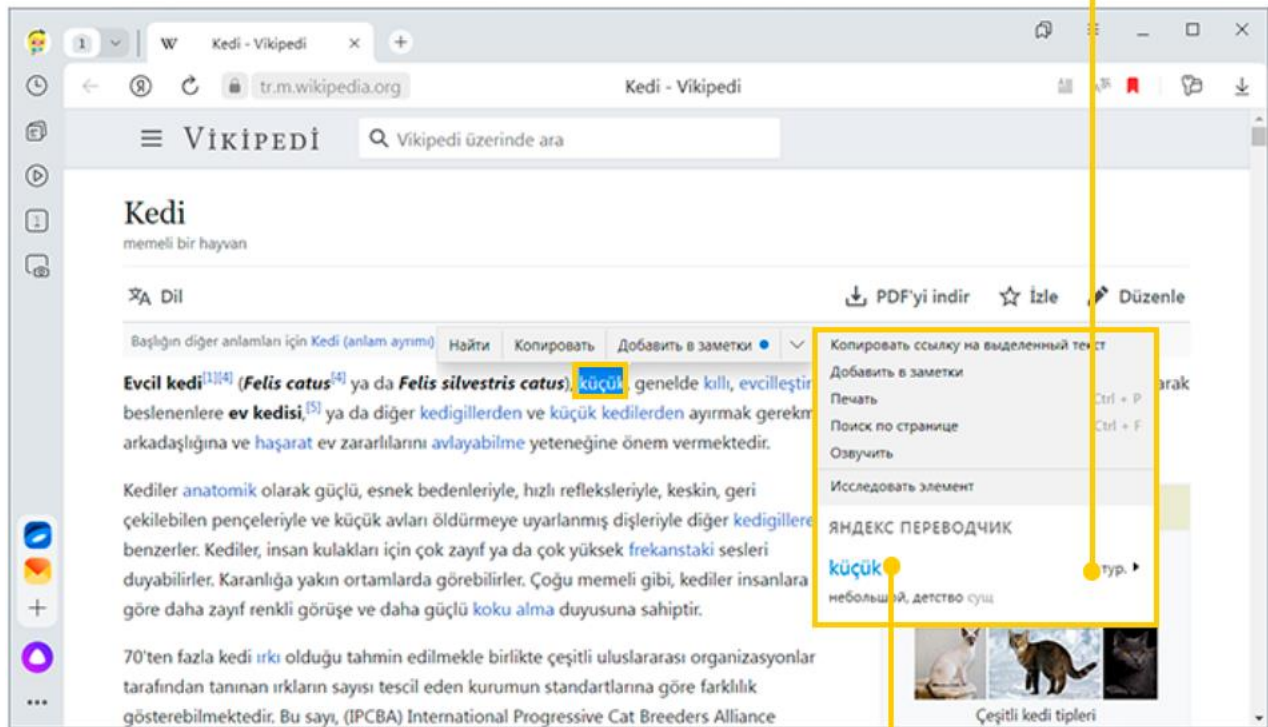 1
W Kedi - Vikipedi × +
Я tr.m.wikipedia.org Kedi - Vikipedi
VİKİPEDİ Vikipedi üzerinde ara
Kedi
memeli bir hayvan
Dil PDF'yi indir İzle Düzenle
Başlığın diğer anlamları için Kedi (anlam ayrımı)
Найти Копировать Добавить в заметки
Evcil kedi[1][4] (Felis catus[4] ya da Felis silvestris catus), küçük, genelde kıllı, evcilleştir
beslenenlere ev kedisi,[5] ya da diğer kedigillerden ve küçük kedilerden ayırmak gerekm
arkadaşlığına ve haşarat ev zararlılarını avlayabilme yeteneğine önem vermektedir.
Kediler anatomik olarak güçlü, esnek bedenleriyle, hızlı refleksleriyle, keskin, geri
çekilebilen pençeleriyle ve küçük avları öldürmeye uyarlanmış dişleriyle diğer kedigillere
benzerler. Kediler, insan kulakları için çok zayıf ya da çok yüksek frekanstaki sesleri
duyabilirler. Karanlığa yakın ortamlarda görebilirler. Çoğu memeli gibi, kediler insanlara
göre daha zayıf renkli görüşe ve daha güçlü koku alma duyusuna sahiptir.
70'ten fazla kedi ırkı olduğu tahmin edilmekle birlikte çeşitli uluslararası organizasyonlar
tarafından tanınan ırkların sayısı tescil eden kurumun standartlarına göre farklılık
gösterebilmektedir. Bu sayı, (IPCBA) International Progressive Cat Breeders Alliance
Копировать ссылку на выделенный текст
Добавить в заметки
Печать Ctrl + P
Поиск по странице Ctrl + F
Озвучить
Исследовать элемент
ЯНДЕКС ПЕРЕВОДЧИК
küçük тур.
небольшой, детство сущ
arak
Çeşitli kedi tipleri
1